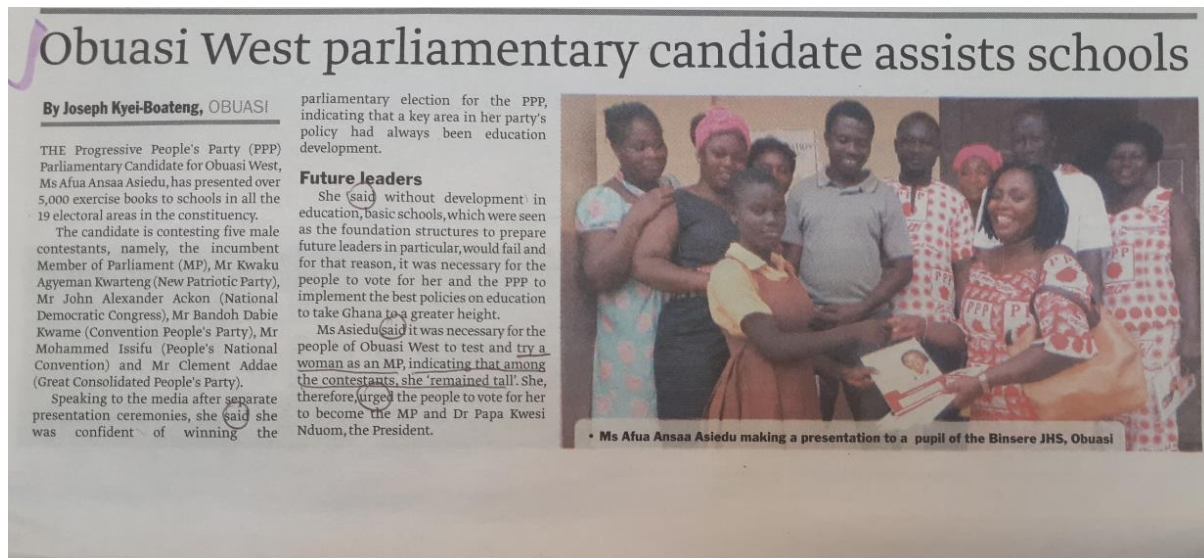 Obuasi West parliamentary candidate assists schools
By Joseph Kyei-Boateng, OBUASI
THE Progressive People's Party (PPP)
Parliamentary Candidate for Obuasi West,
Ms Afua Ansaa Asiedu, has presented over
5,000 exercise books to schools in all the
19 electoral areas in the constituency.
The candidate is contesting five male
contestants, namely, the incumbent
Member of Parliament (MP), Mr Kwaku
Agyeman Kwarteng (New Patriotic Party),
Mr John Alexander Ackon (National
Democratic Congress), Mr Bandoh Dabie
Kwame (Convention People's Party), Mr
Mohammed Issifu (People's National
Convention) and Mr Clement Addae
(Great Consolidated People's Party).
Speaking to the media after separate
presentation ceremonies, she said she
was confident of winning the
parliamentary election for the PPP,
indicating that a key area in her party's
policy had always been education
development.
Future leaders
She said without development in
education, basic schools, which were seen
as the foundation structures to prepare
future leaders in particular, would fail and
for that reason, it was necessary for the
people to vote for her and the PPP to
implement the best policies on education
to take Ghana to a greater height.
Ms Asiedu said it was necessary for the
people of Obuasi West to test and try a
woman as an MP, indicating that among
the contestants, she 'remained tall'. She,
therefore, urged the people to vote for her
to become the MP and Dr Papa Kwesi
Nduom, the President.
PPP
PPP
PPP
• Ms Afua Ansaa Asiedu making a presentation to a pupil of the Binsere JHS, Obuasi